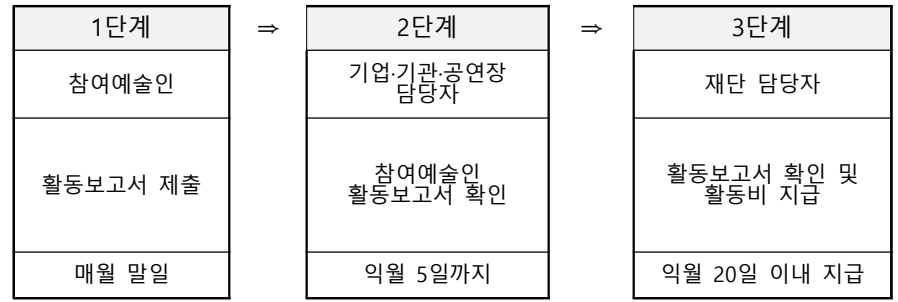 1단계 ⇒ 2단계 ⇒ 3단계
참여예술인
기업·기관·공연장
담당자
재단 담당자
활동보고서 제출
참여예술인
활동보고서 확인
활동보고서 확인 및
활동비 지급
매월 말일
익월 5일까지
익월 20일 이내 지급